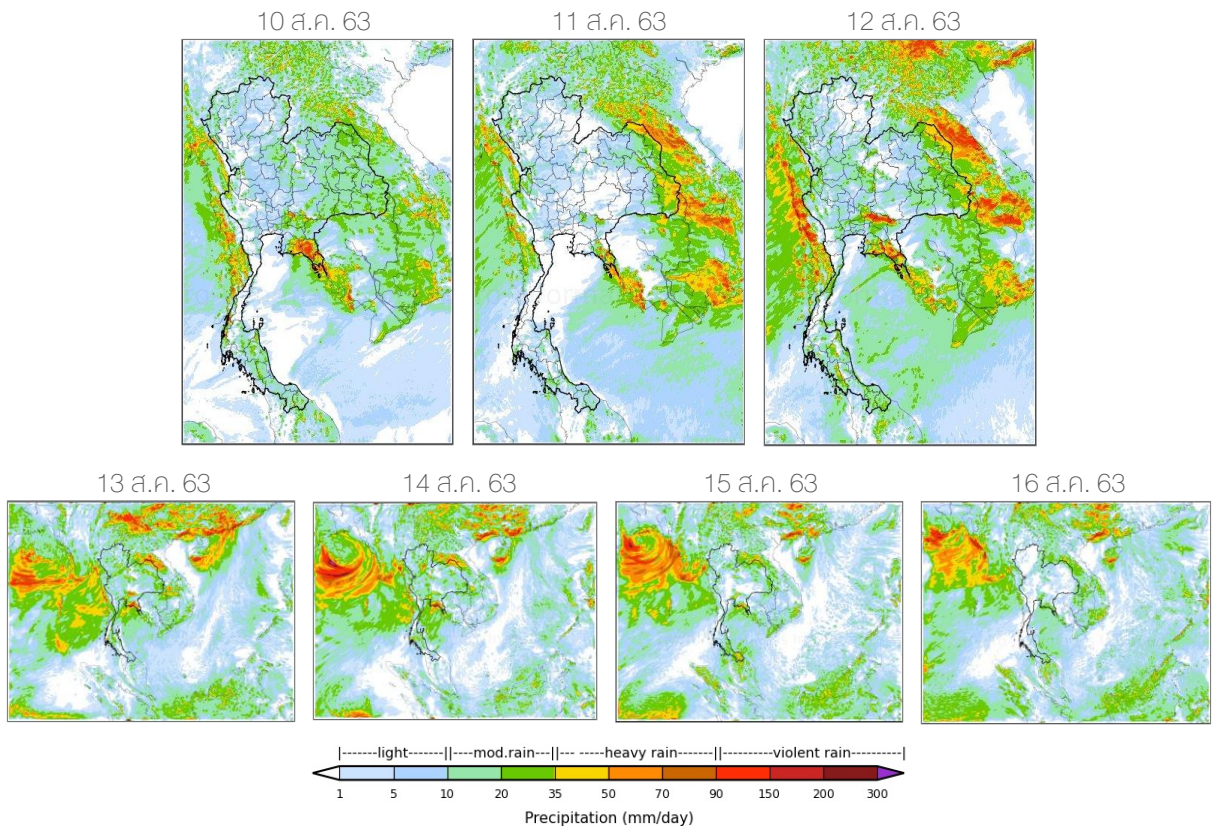 10 ส.ค. 63
11 ส.ค. 63
12 ส.ค. 63
13 ส.ค. 63
14 ส.ค. 63
15 ส.ค. 63
16 ส.ค. 63
|------light------||---mod.rain---||--- -----heavy rain-------||--------violent rain---------|
1 5 10 20 35 50 70 90 150 200 300
Precipitation (mm/day)